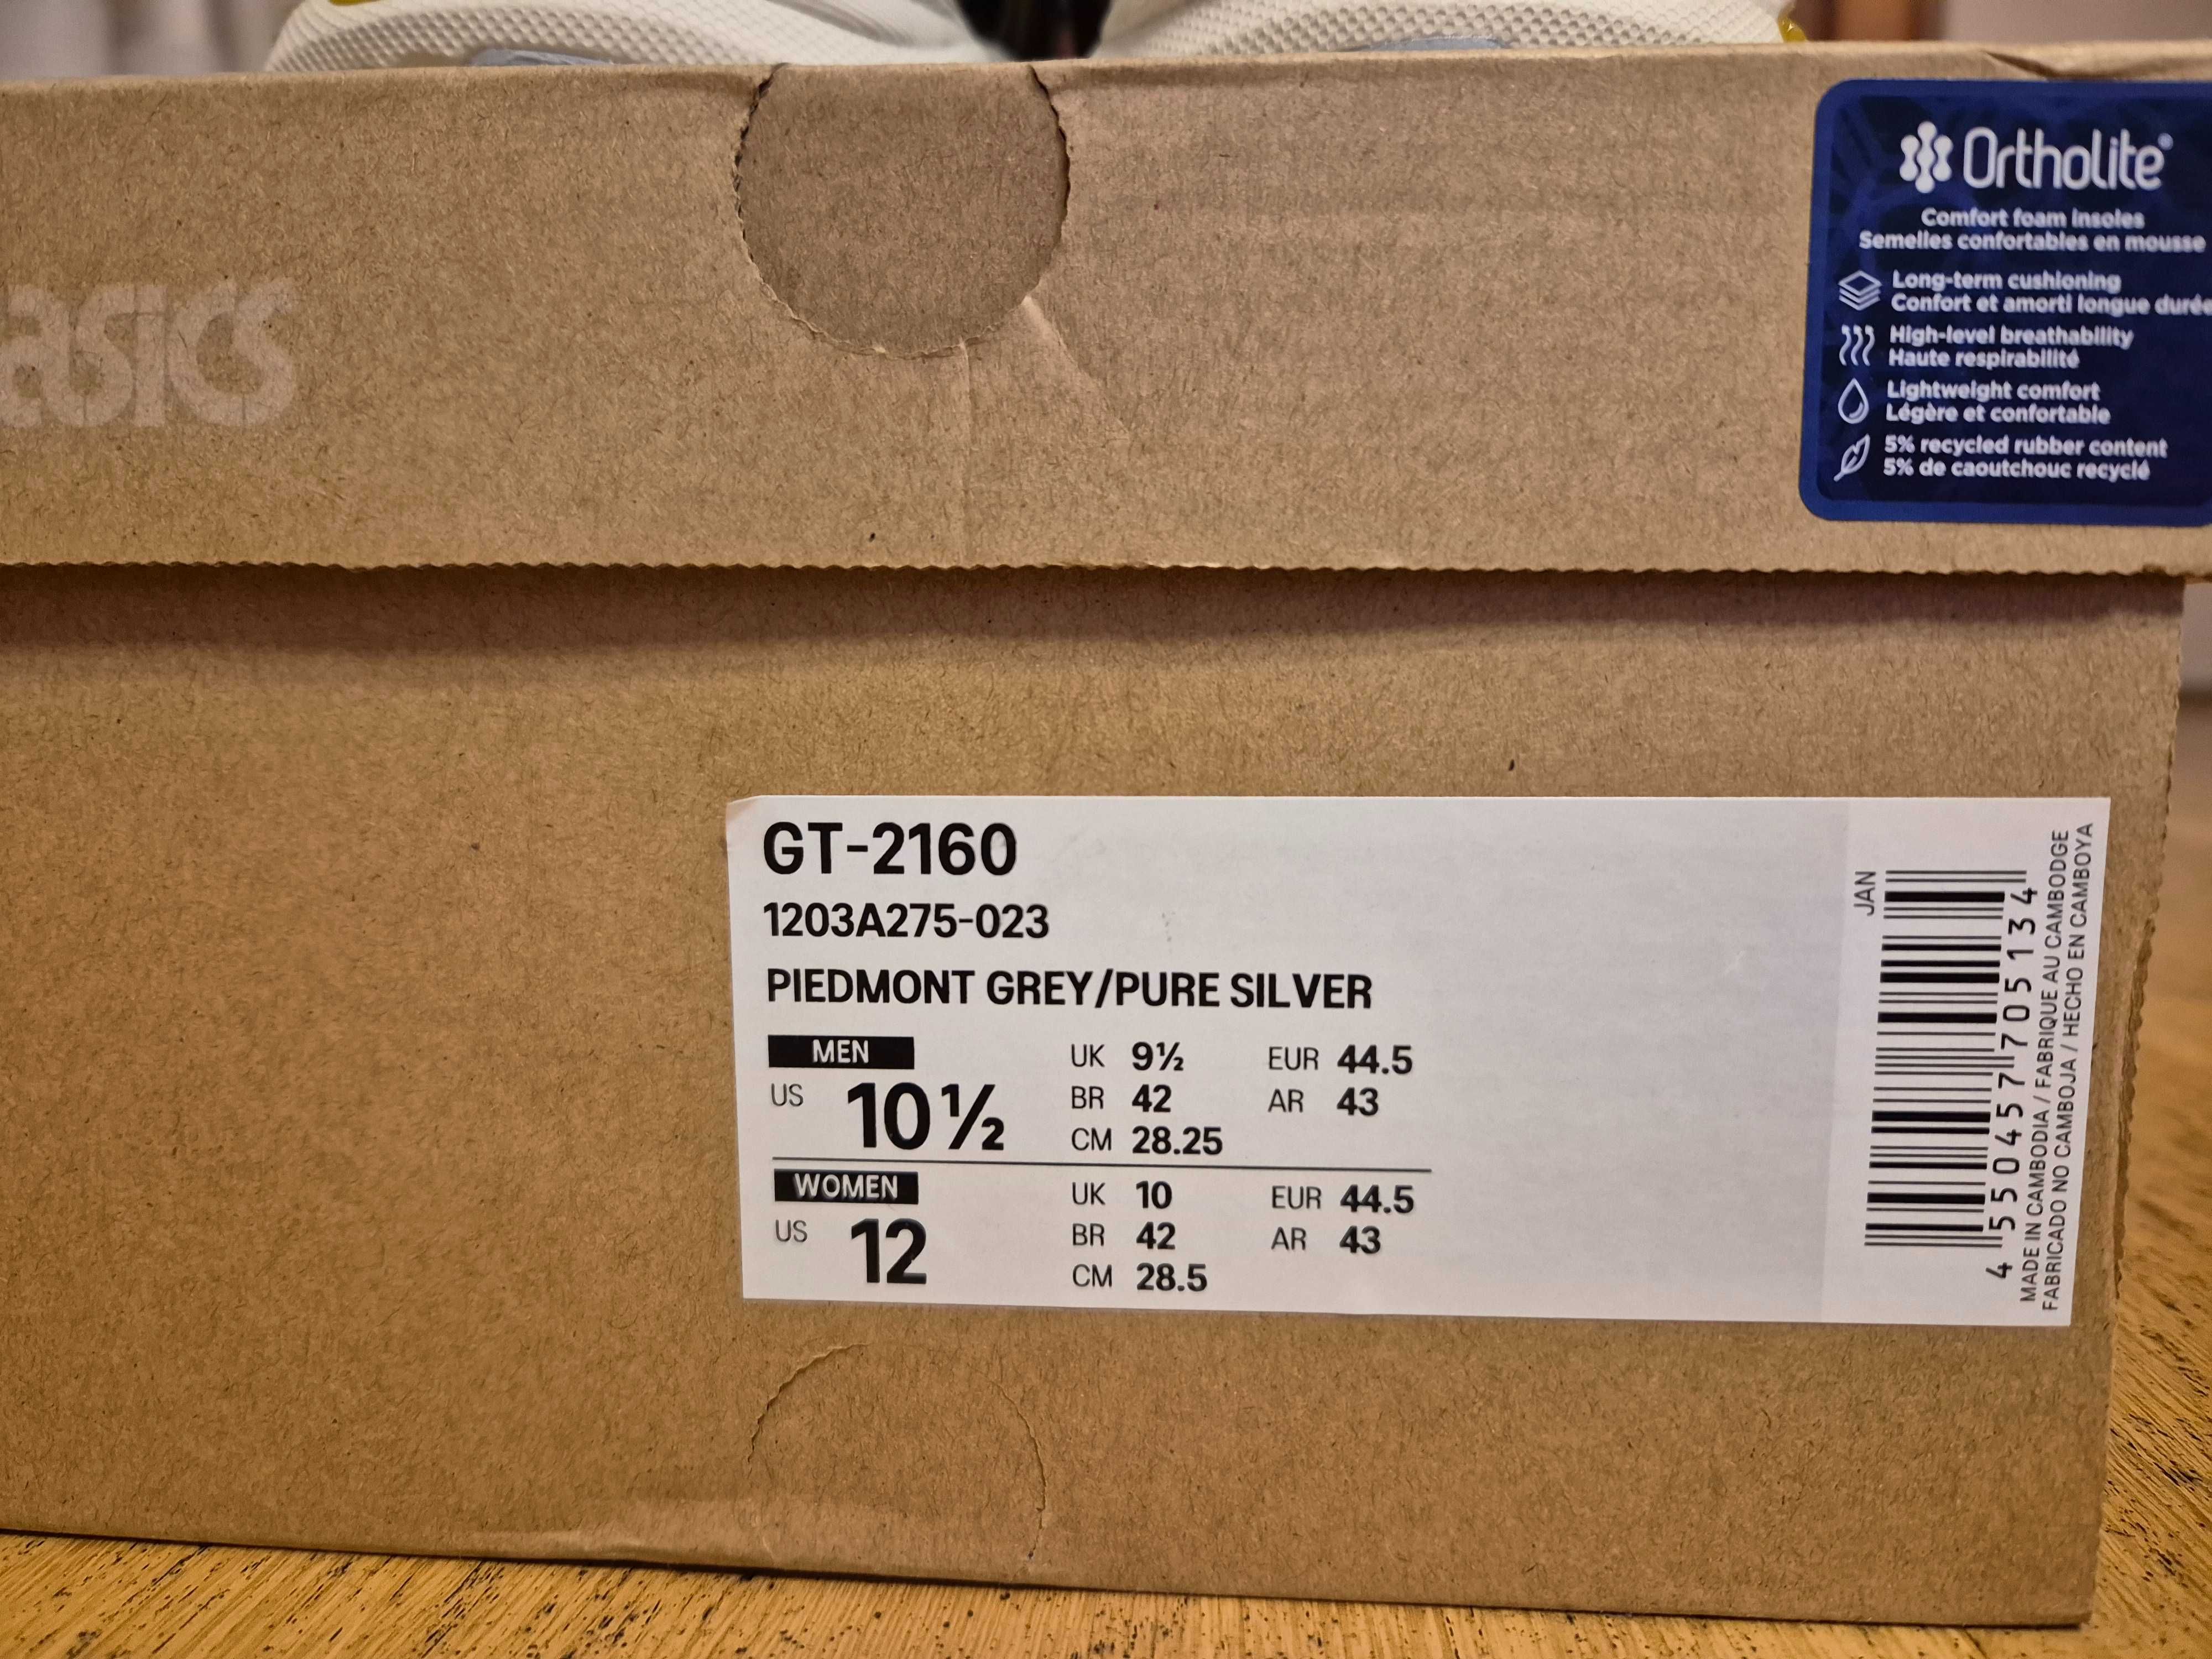 asics
OrthoLite®
Comfort foam insoles
Semelles confortables en mousse
Long-term cushioning
Confort et amorti longue durée
High-level breathability
Haute respirabilité
Lightweight comfort
Légère et confortable
5% recycled rubber content
5% de caoutchouc recyclé
GT-2160
1203A275-023
PIEDMONT GREY/PURE SILVER
MEN
US 10½
UK 9½ EUR 44.5
BR 42 AR 43
CM 28.25
WOMEN
US 12
UK 10 EUR 44.5
BR 42 AR 43
CM 28.5
JAN
4 550457 705134
MADE IN CAMBODIA / FABRIQUE AU CAMBODGE
FABRICADO NO CAMBOJA / HECHO EN CAMBOYA